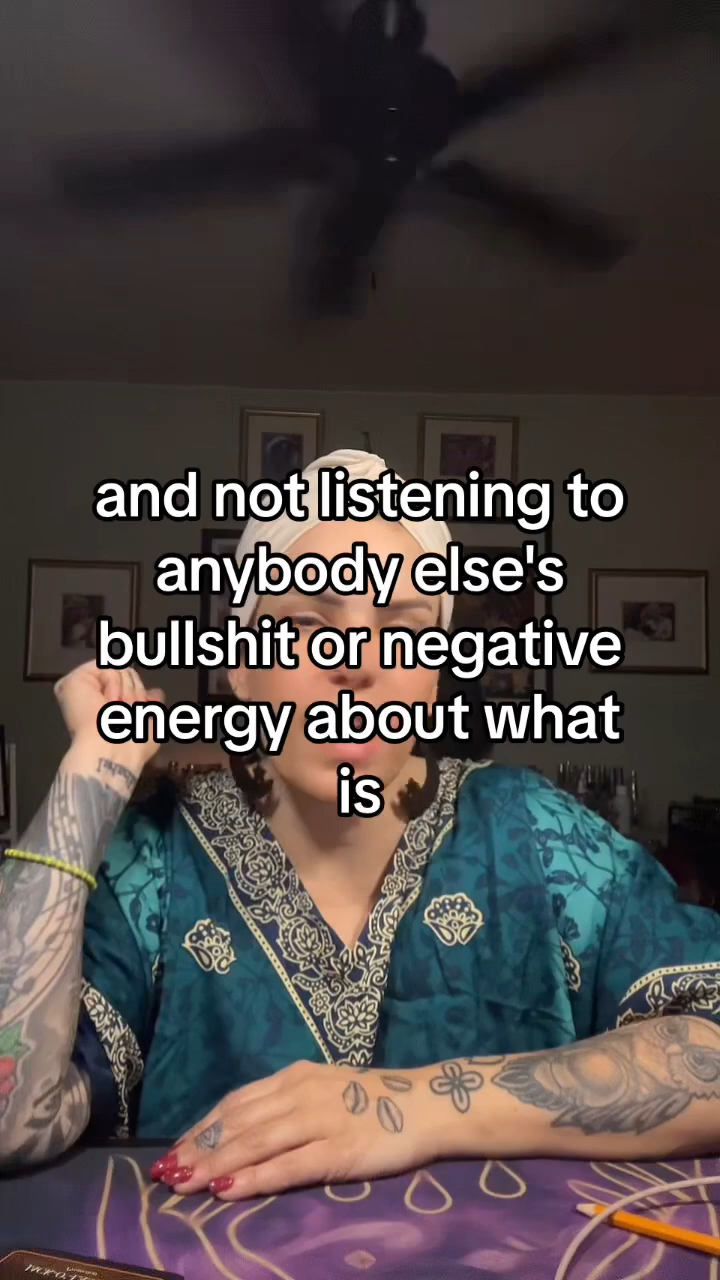 and not listening to
anybody else's
bullshit or negative
energy about what
is